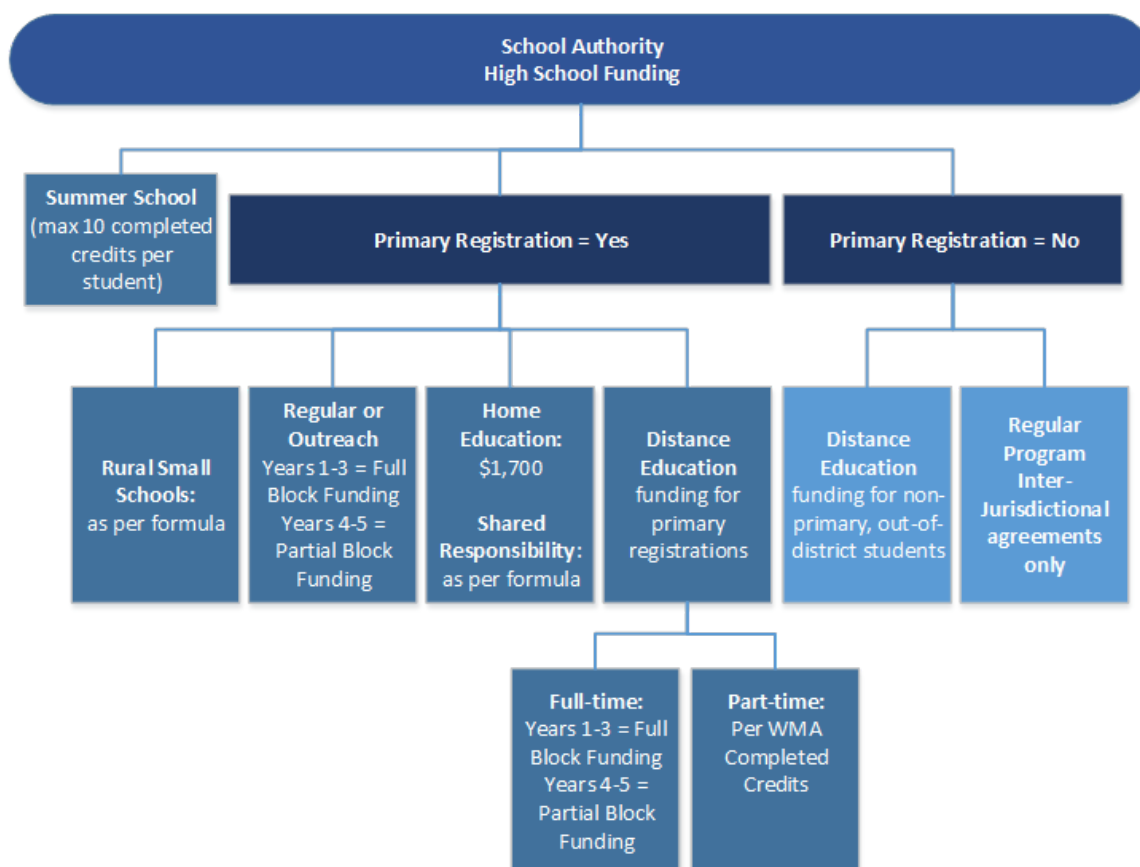 School Authority
High School Funding
Summer School
(max 10 completed
credits per
student)
Primary Registration = Yes
Primary Registration = No
Rural Small
Schools:
as per formula
Regular or
Outreach
Years 1-3 = Full
Block Funding
Years 4-5 =
Partial Block
Funding
Home
Education:
$1,700
Shared
Responsibility:
as per formula
Distance
Education
funding for
primary
registrations
Distance
Education
funding for non-
primary, out-of-
district students
Regular
Program
Inter-
Jurisdictional
agreements
only
Full-time:
Years 1-3 = Full
Block Funding
Years 4-5 =
Partial Block
Funding
Part-time:
Per WMA
Completed
Credits